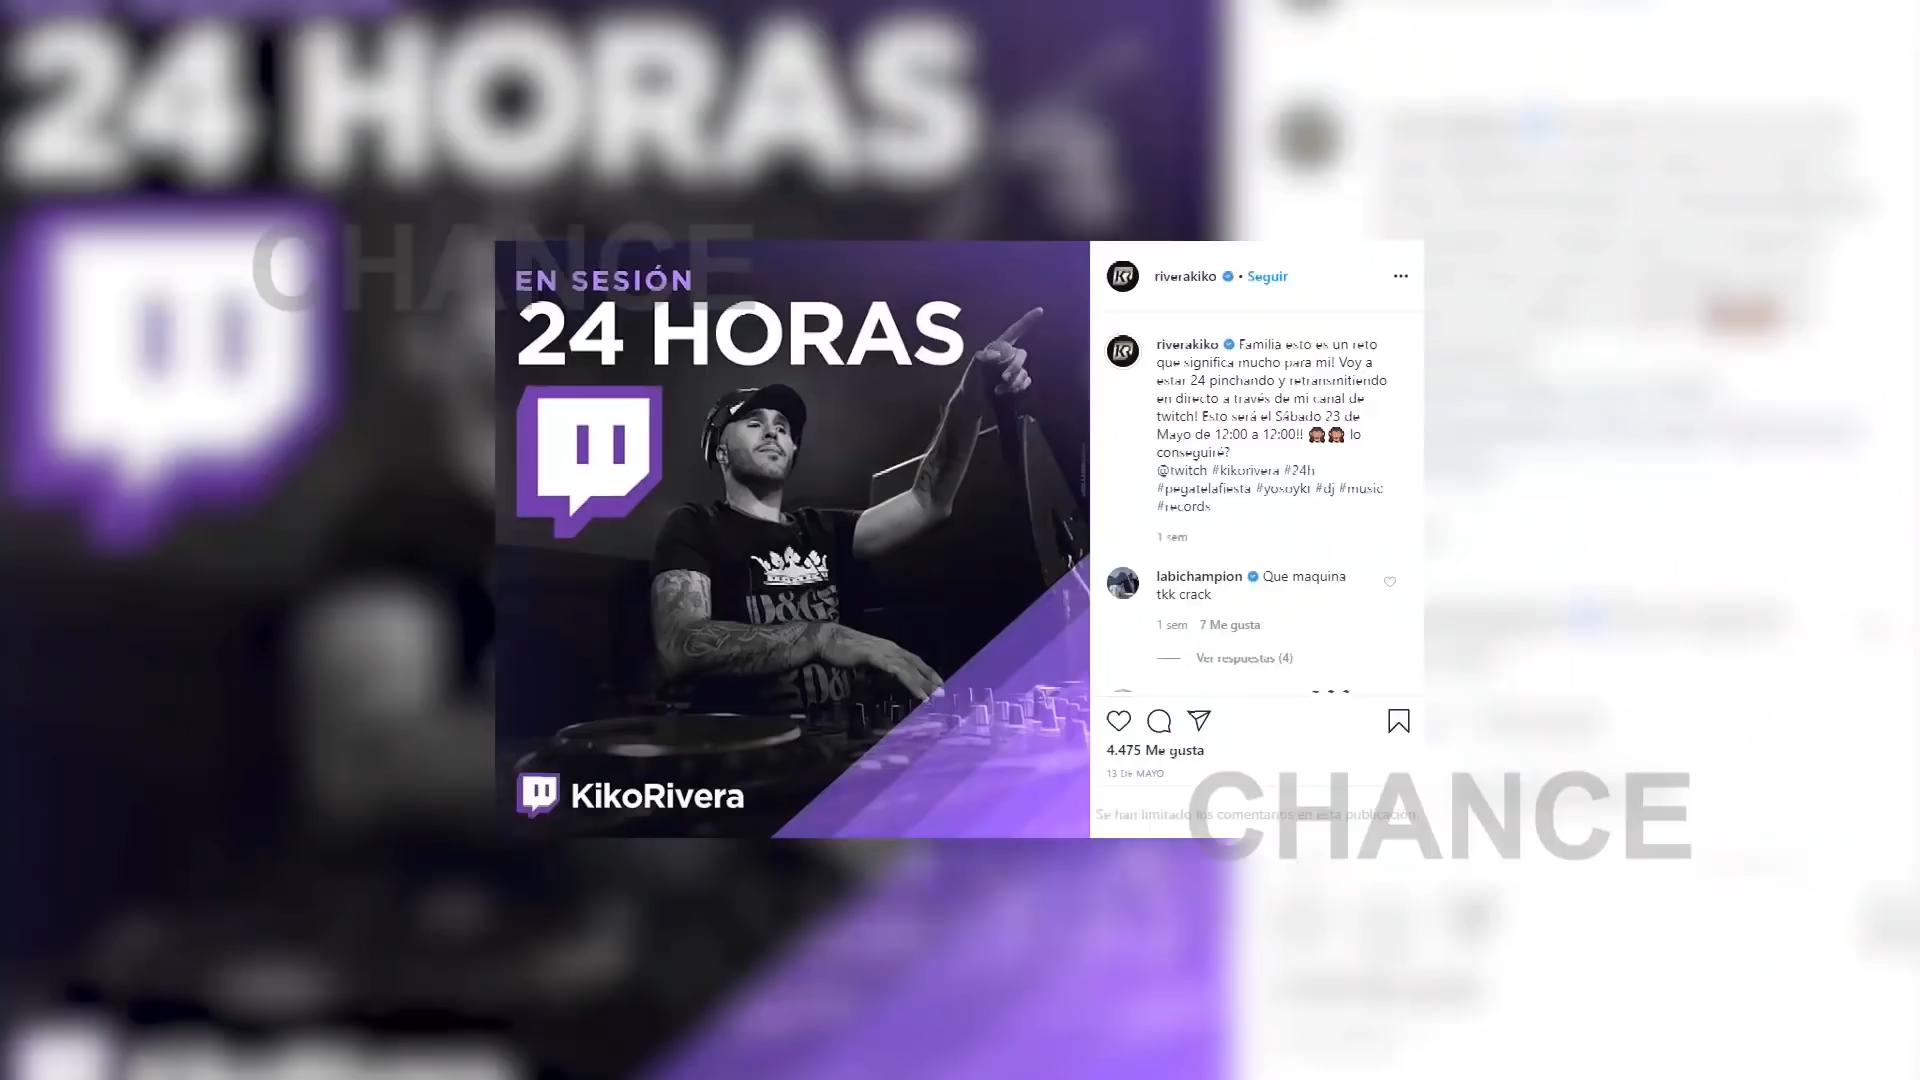 24 HORAS
CHANCE
EN SESIÓN
24 HORAS
KikoRivera
riverakiko • Seguir
riverakiko Familia esto es un reto
que significa mucho para mi! Voy a
estar 24 pinchando y retransmitiendo
en directo a través de mi canal de
twitch! Esto será el Sábado 23 de
Mayo de 12:00 a 12:00!! lo
conseguiré?
@twitch #kikorivera #24h
#pegatelafiesta #yosoykr #dj #music
#records
1 sem
labichampion Que maquina
tkk crack
1 sem 7 Me gusta
Ver respuestas (4)
4.475 Me gusta
13 DE MAYO
Se han limitado los comentarios en esta publicación.
CHANCE